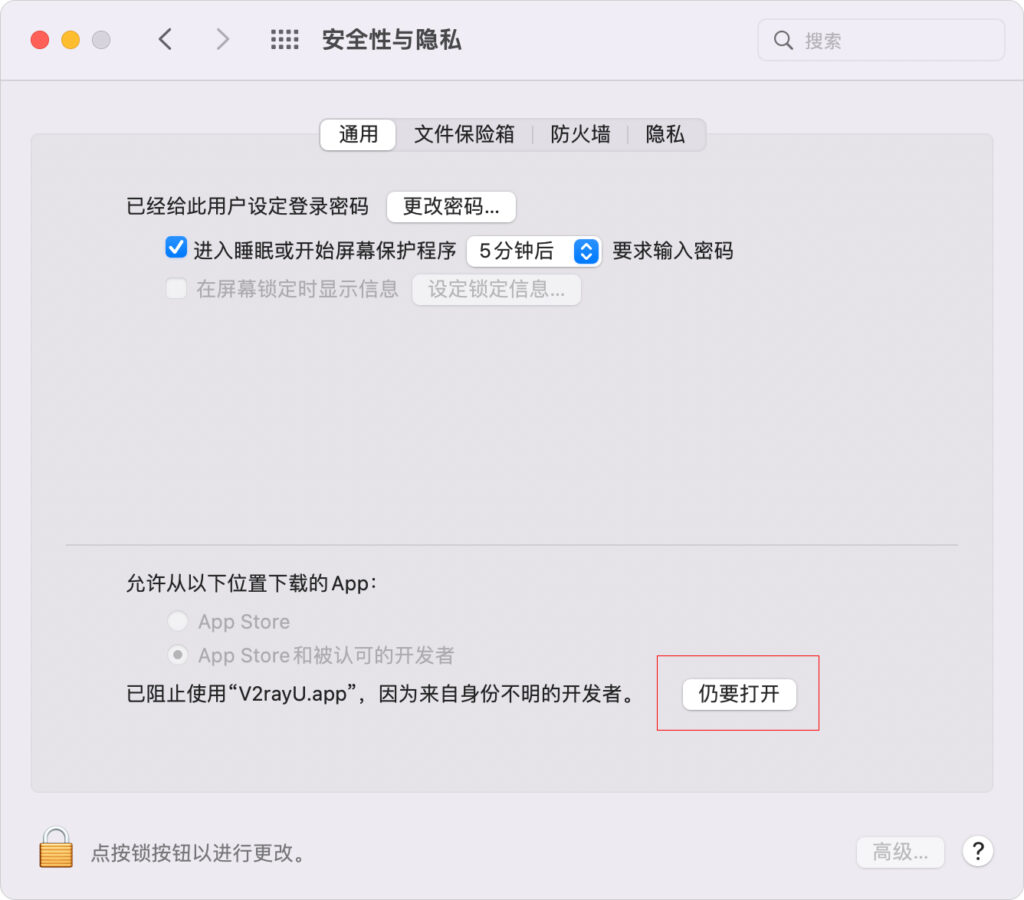 安全性与隐私
搜索
通用 文件保险箱 防火墙 隐私
已经给此用户设定登录密码 更改密码...
进入睡眠或开始屏幕保护程序 5分钟后 要求输入密码
在屏幕锁定时显示信息 设定锁定信息...
允许从以下位置下载的App：
App Store
App Store和被认可的开发者
已阻止使用“V2rayU.app”，因为来自身份不明的开发者。 仍要打开
点按锁按钮以进行更改。 高级... ?